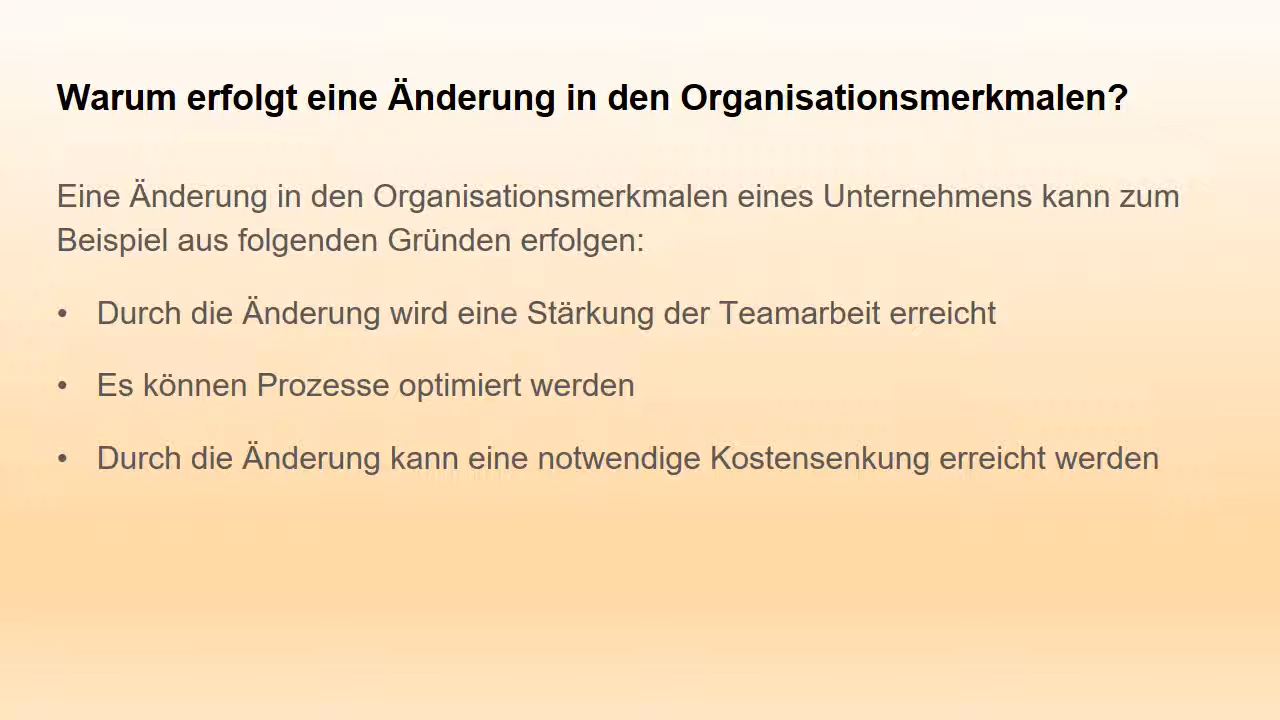 Warum erfolgt eine Änderung in den Organisationsmerkmalen?
Eine Änderung in den Organisationsmerkmalen eines Unternehmens kann zum
Beispiel aus folgenden Gründen erfolgen:
• Durch die Änderung wird eine Stärkung der Teamarbeit erreicht
• Es können Prozesse optimiert werden
• Durch die Änderung kann eine notwendige Kostensenkung erreicht werden